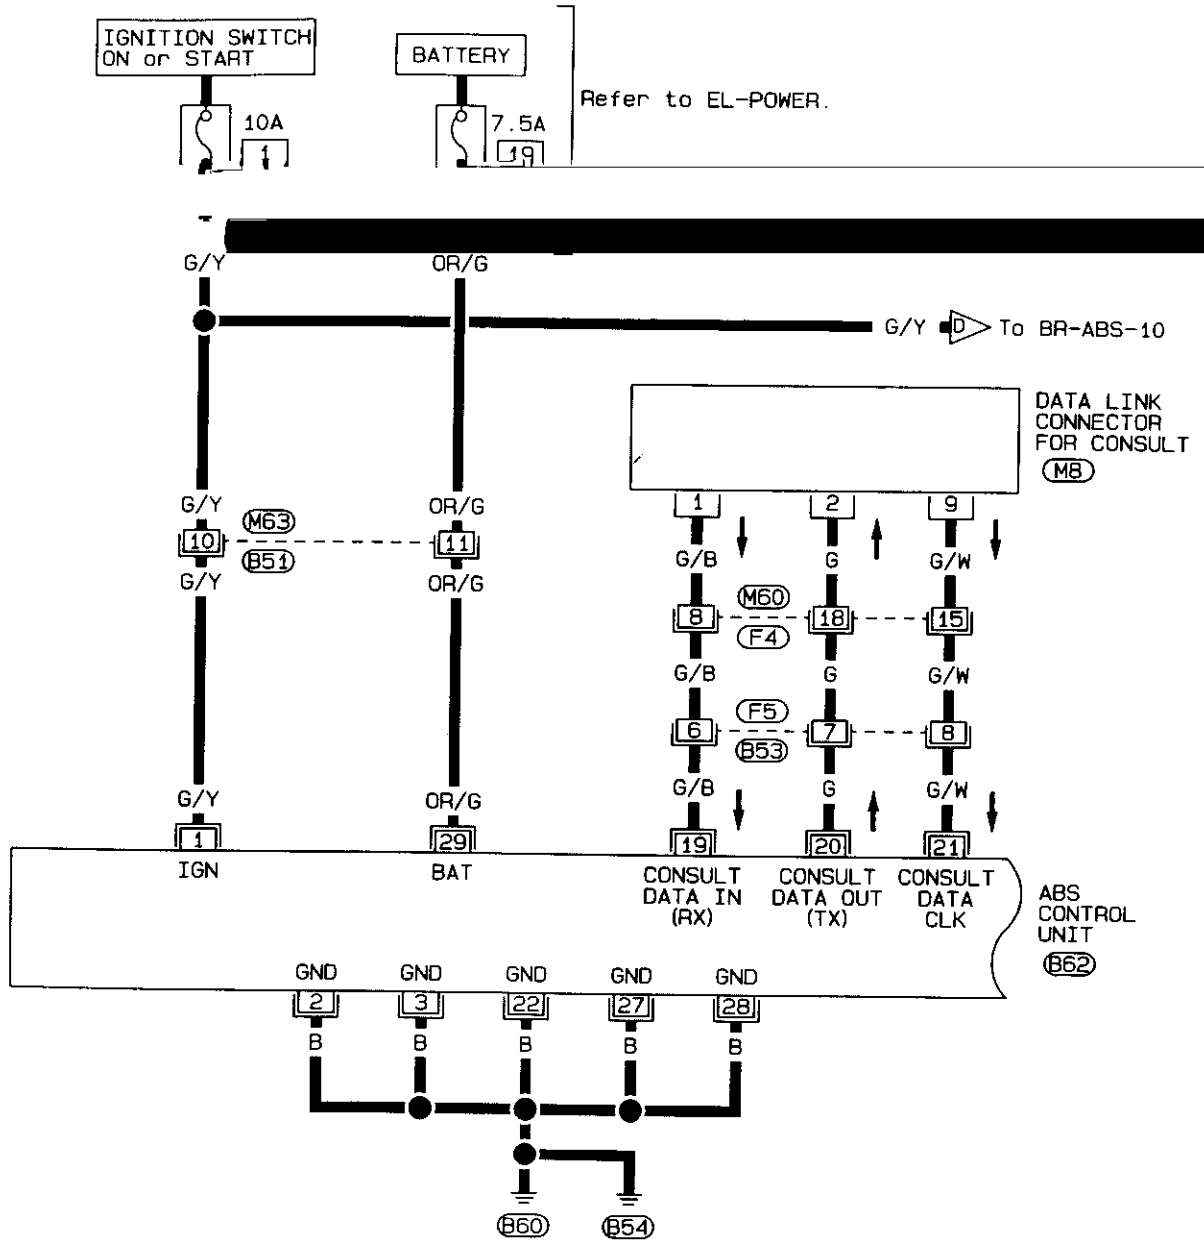 IGNITION SWITCH
ON or START
BATTERY
Refer to EL-POWER.
10A
1
7.5A
19
G/Y
OR/G
G/Y
D
To BR-ABS-10
DATA LINK
CONNECTOR
FOR CONSULT
M8
1
2
9
G/Y
OR/G
10
M63
B51
11
G/Y
OR/G
G/B
G
G/W
8
M60
F4
18
15
G/B
G
G/W
6
F5
B53
7
8
G/B
G
G/W
G/Y
OR/G
1
29
19
20
21
IGN
BAT
CONSULT
DATA IN
(RX)
CONSULT
DATA OUT
(TX)
CONSULT
DATA
CLK
ABS
CONTROL
UNIT
B62
GND
GND
GND
GND
GND
2
3
22
27
28
B
B
B
B
B
B60
B54